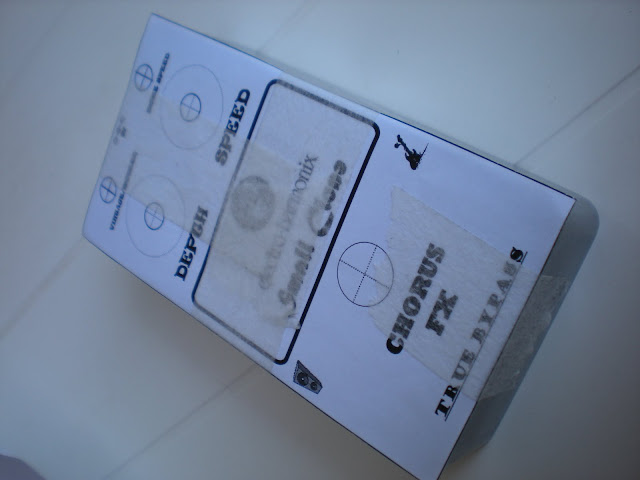 SPEED
DEPTH
electro-harmonix
Small Clone
CHORUS
FX
TRUE BYPASS